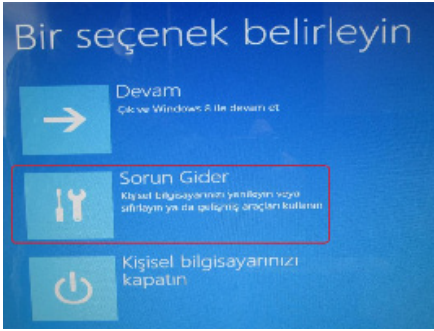 Bir seçenek belirleyin
Devam
Çık ve Windows 8 ile devam et
Sorun Gider
Kişisel bilgisayarınızı yenileyin veya
sıfırlayın ya da gelişmiş araçları kullanın
Kişisel bilgisayarınızı
kapatın